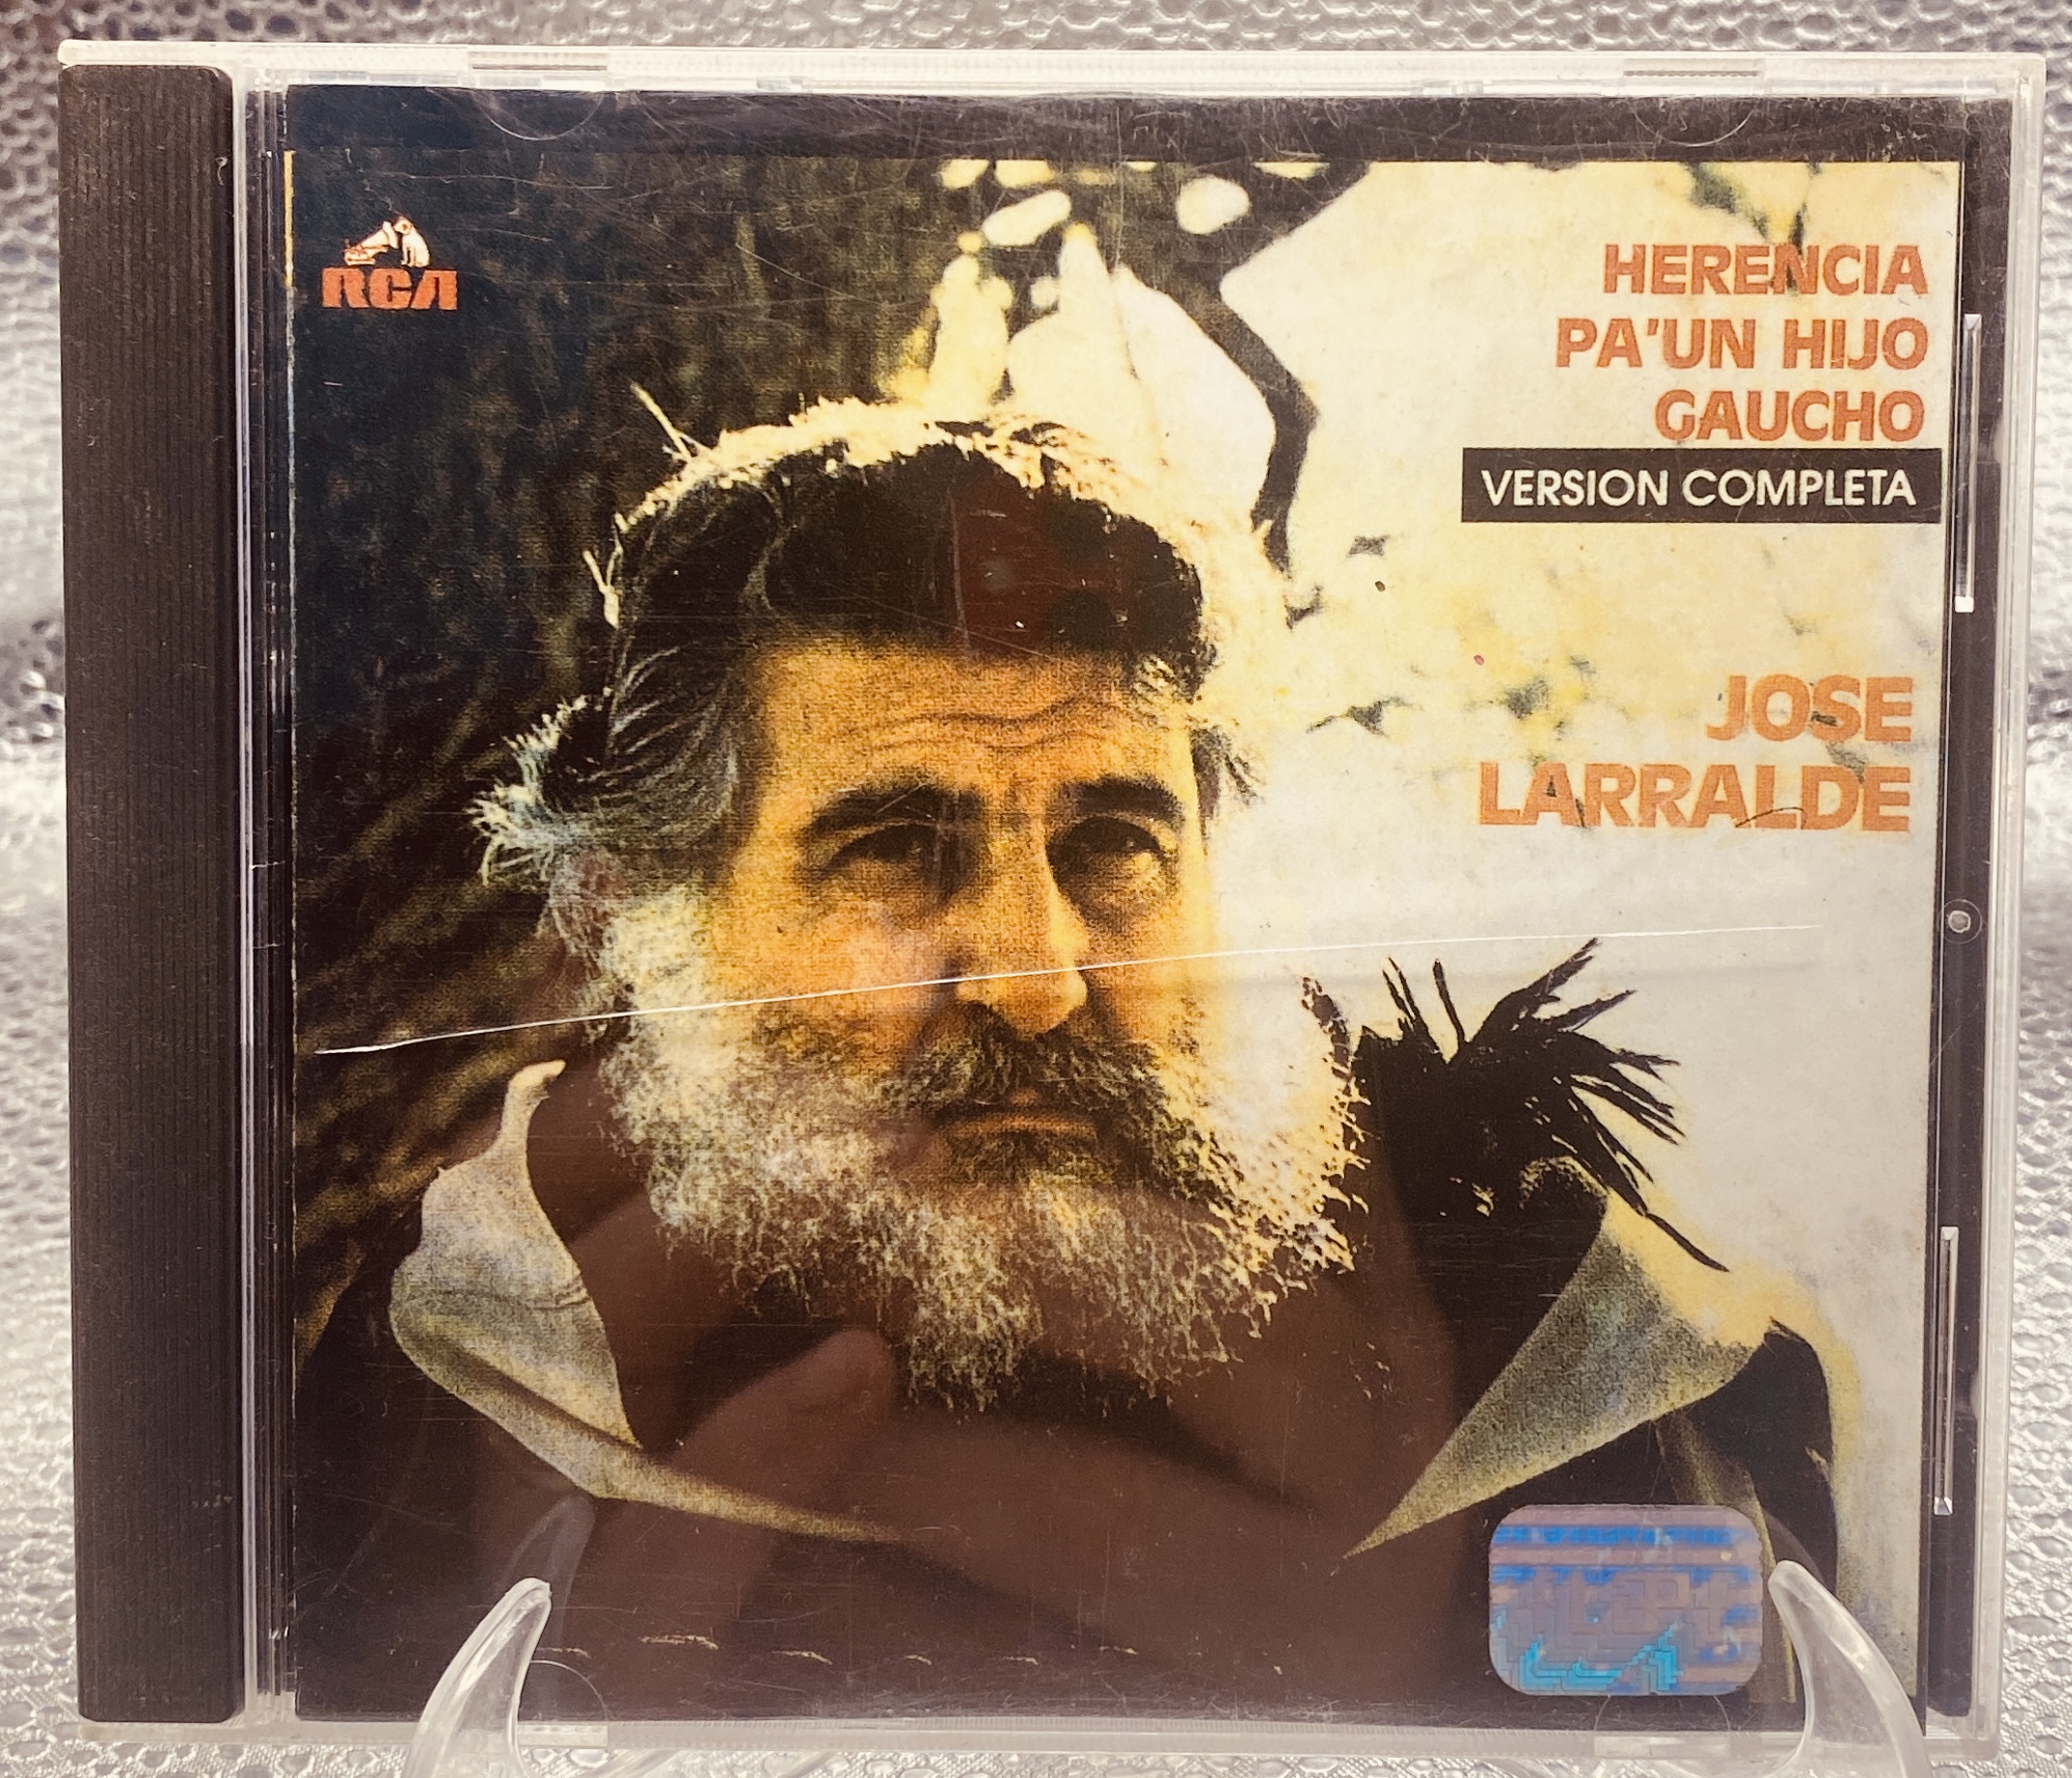 RCA
HERENCIA
PA'UN HIJO
GAUCHO
VERSION COMPLETA
JOSE
LARRALDE